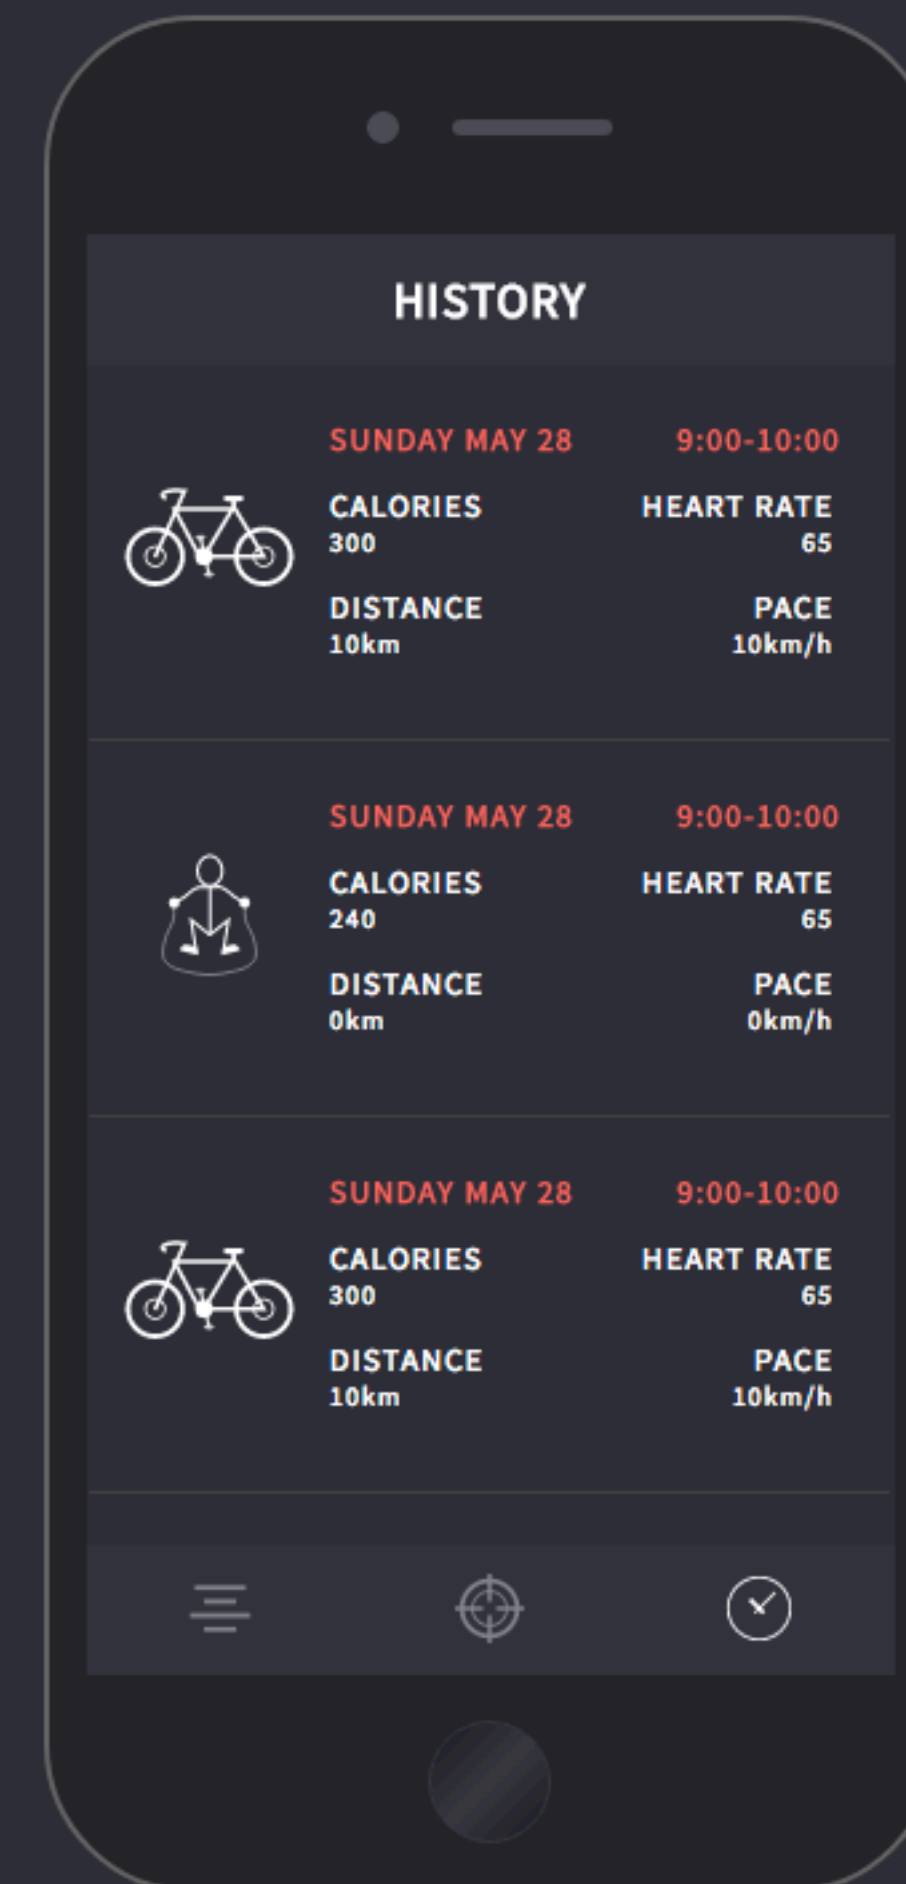 HISTORY
SUNDAY MAY 28 9:00-10:00
CALORIES HEART RATE
300 65
DISTANCE PACE
10km 10km/h
SUNDAY MAY 28 9:00-10:00
CALORIES HEART RATE
240 65
DISTANCE PACE
0km 0km/h
SUNDAY MAY 28 9:00-10:00
CALORIES HEART RATE
300 65
DISTANCE PACE
10km 10km/h